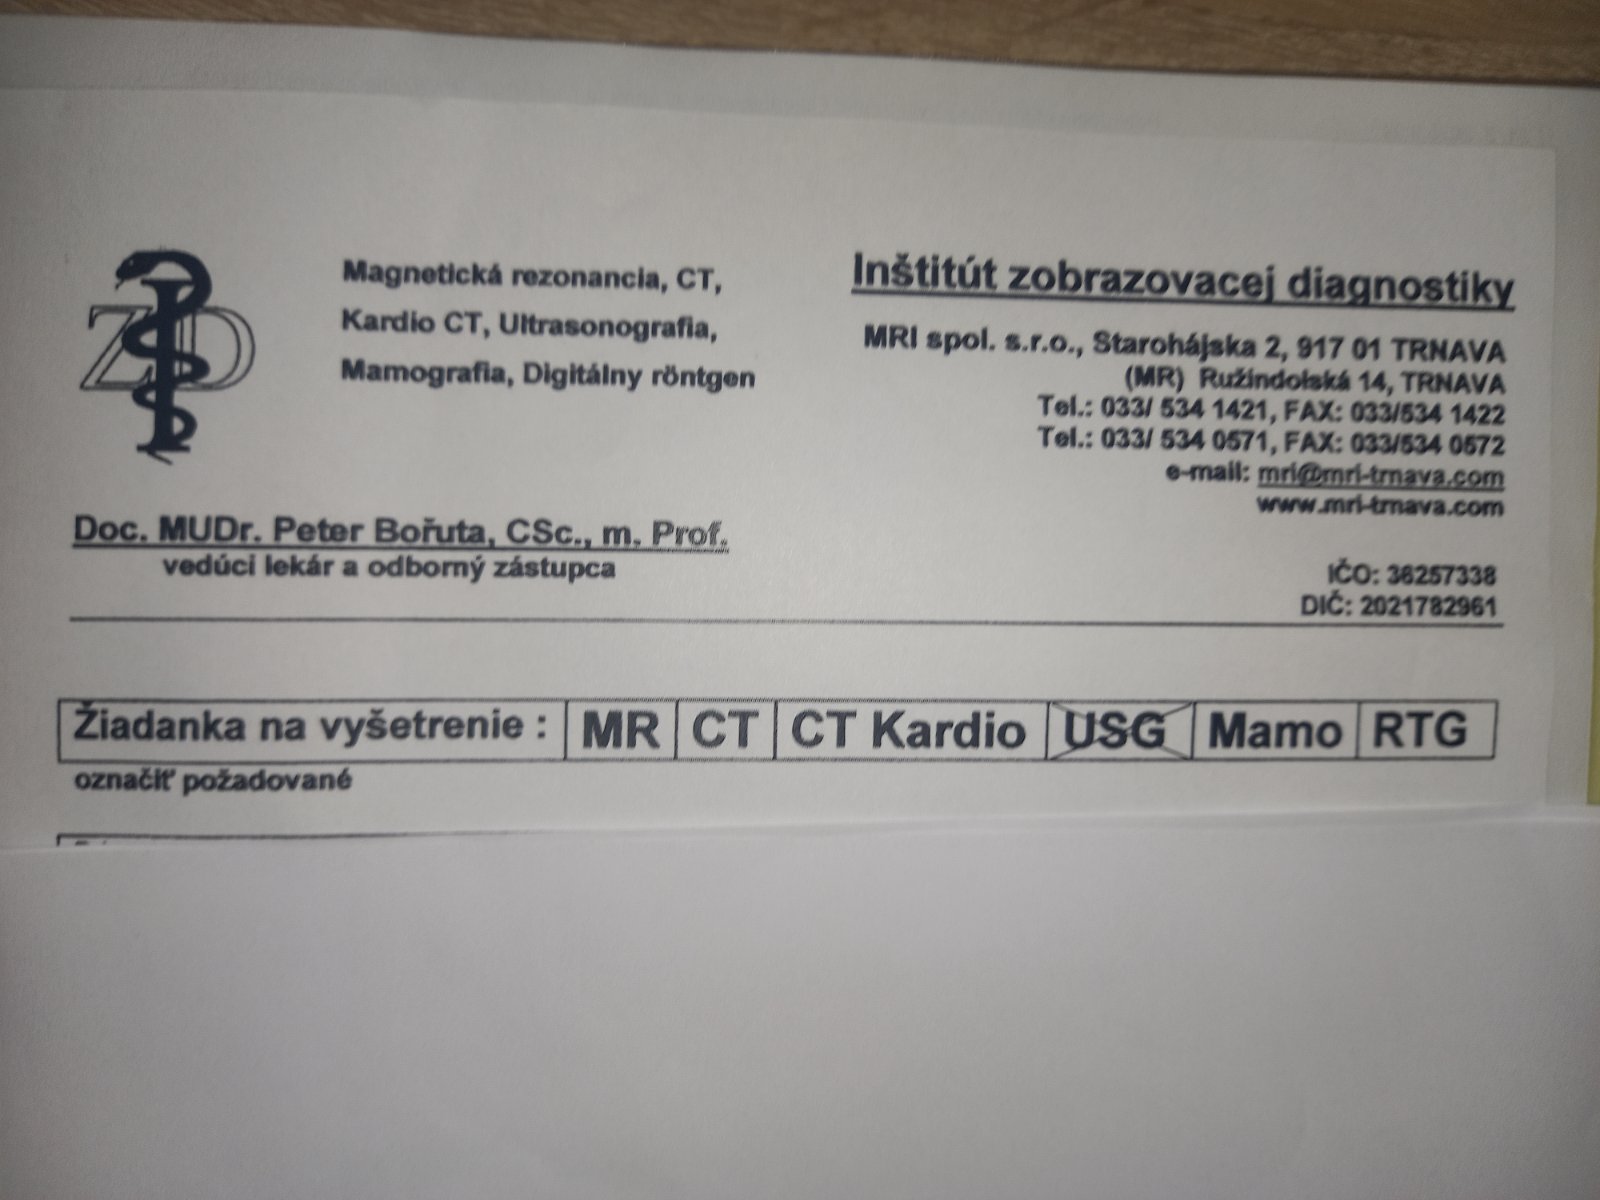 ZD
Magnetická rezonancia, CT,
Kardio CT, Ultrasonografia,
Mamografia, Digitálny röntgen
Inštitút zobrazovacej diagnostiky
MRI spol. s.r.o., Starohájska 2, 917 01 TRNAVA
(MR) Ružindolská 14, TRNAVA
Tel.: 033/ 534 1421, FAX: 033/534 1422
Tel.: 033/ 534 0571, FAX: 033/534 0572
e-mail: mri@mri-trnava.com
www.mri-trnava.com
Doc. MUDr. Peter Bořuta, CSc., m. Prof.
vedúci lekár a odborný zástupca
IČO: 36257338
DIČ: 2021782961
Žiadanka na vyšetrenie : MR CT CT Kardio USG Mamo RTG
označiť požadované